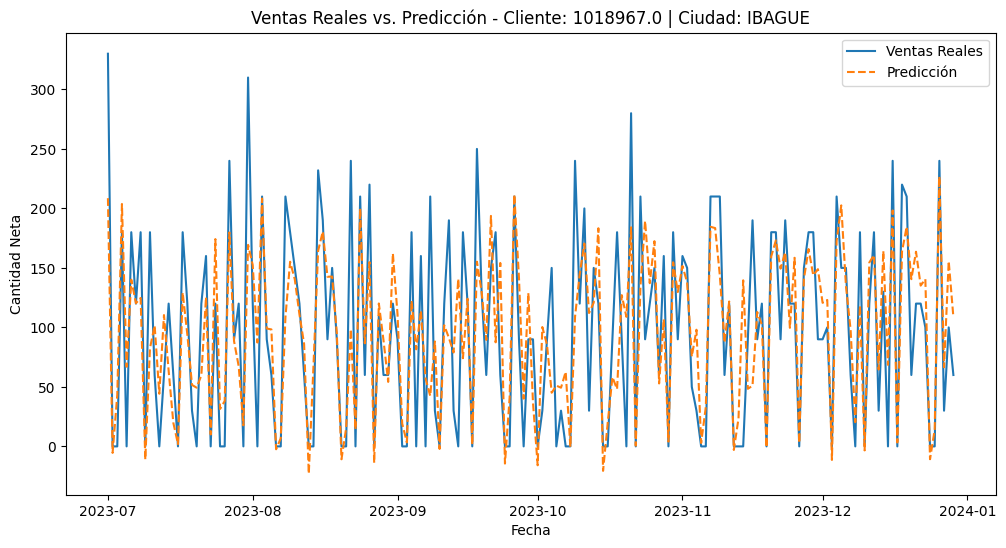 Ventas Reales vs. Predicción - Cliente: 1018967.0 | Ciudad: IBAGUE
Ventas Reales
Predicción
Cantidad Neta
300
250
200
150
100
50
0
2023-07 2023-08 2023-09 2023-10 2023-11 2023-12 2024-01
Fecha